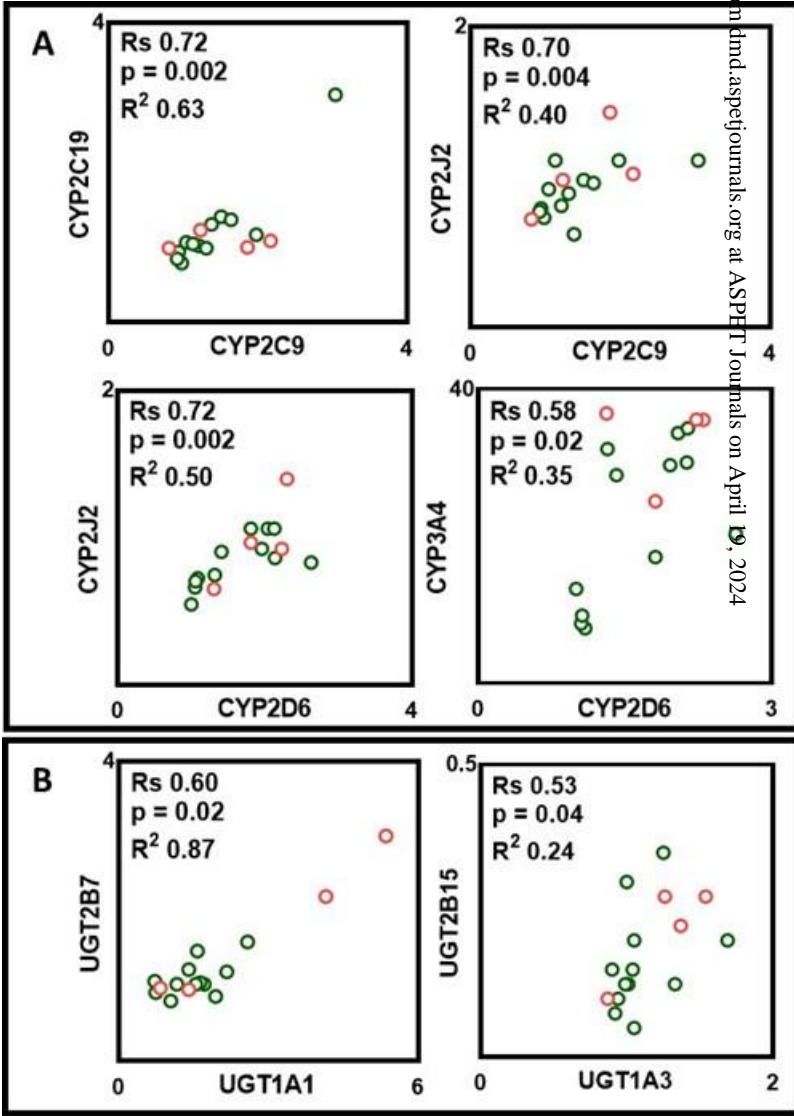 A
4
Rs 0.72
p = 0.002
R² 0.63
CYP2C19
0
CYP2C9
4
2
Rs 0.70
p = 0.004
R² 0.40
CYP2J2
0
CYP2C9
4
2
Rs 0.72
p = 0.002
R² 0.50
CYP2J2
0
CYP2D6
4
40
Rs 0.58
p = 0.02
R² 0.35
CYP3A4
0
CYP2D6
3
B
4
Rs 0.60
p = 0.02
R² 0.87
UGT2B7
0
UGT1A1
6
0.5
Rs 0.53
p = 0.04
R² 0.24
UGT2B15
0
UGT1A3
2
dmd.aspetjournals.org at ASPET Journals on April 19, 2024